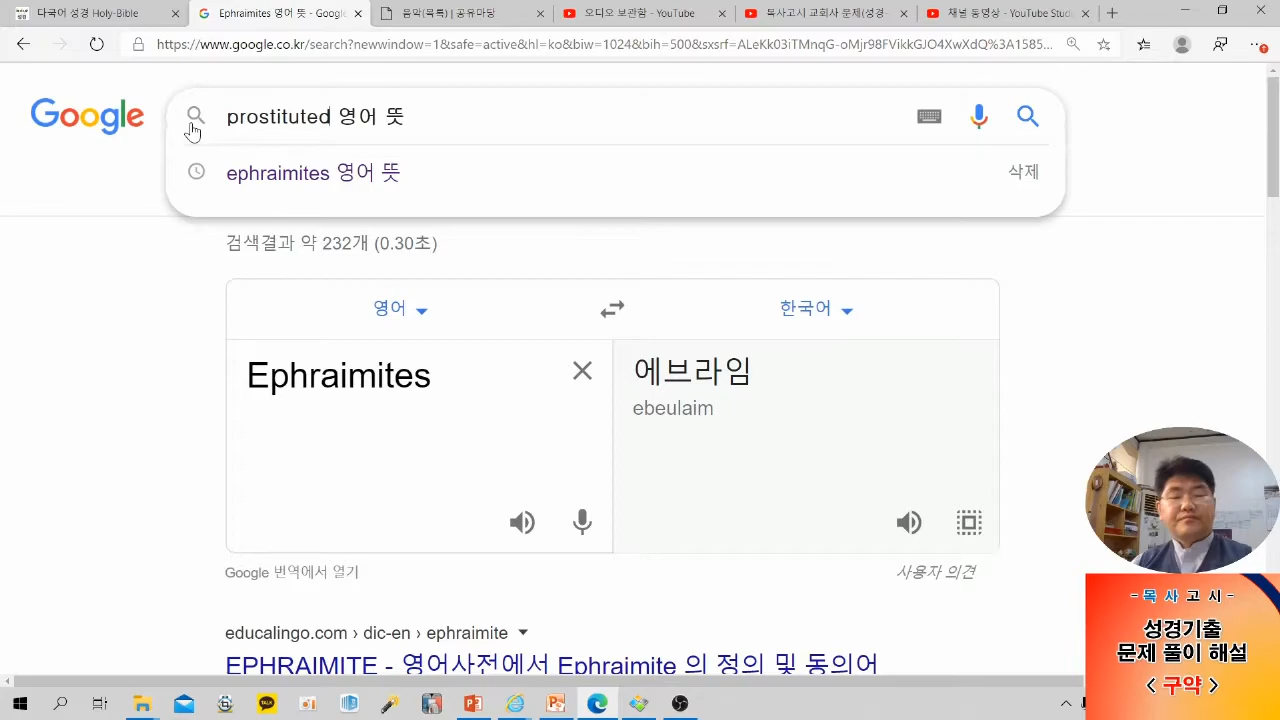 다국어 성경 Holy-Bible
Ephraimites 영어 뜻 - Google
음악(목록) | 공유마당
오디오 보관함 - YouTube
목사고시 교회사 문제(성경-
채널 동영상 - YouTube Stud
https://www.google.co.kr/search?newwindow=1&safe=active&hl=ko&biw=1024&bih=500&sxsrf=ALeKk03iTMnqG-oMjr98FVikkGJO4XwXdQ%3A1585...
Google
prostituted 영어 뜻
ephraimites 영어 뜻
삭제
검색결과 약 232개 (0.30초)
영어
한국어
Ephraimites
에브라임
ebeulaim
Google 번역에서 열기
사용자 의견
educalingo.com › dic-en › ephraimite
EPHRAIMITE - 영어사전에서 Ephraimite 의 정의 및 동의어
- 목 사 고 시 -
성경기출
문제 풀이 해설
< 구약 >